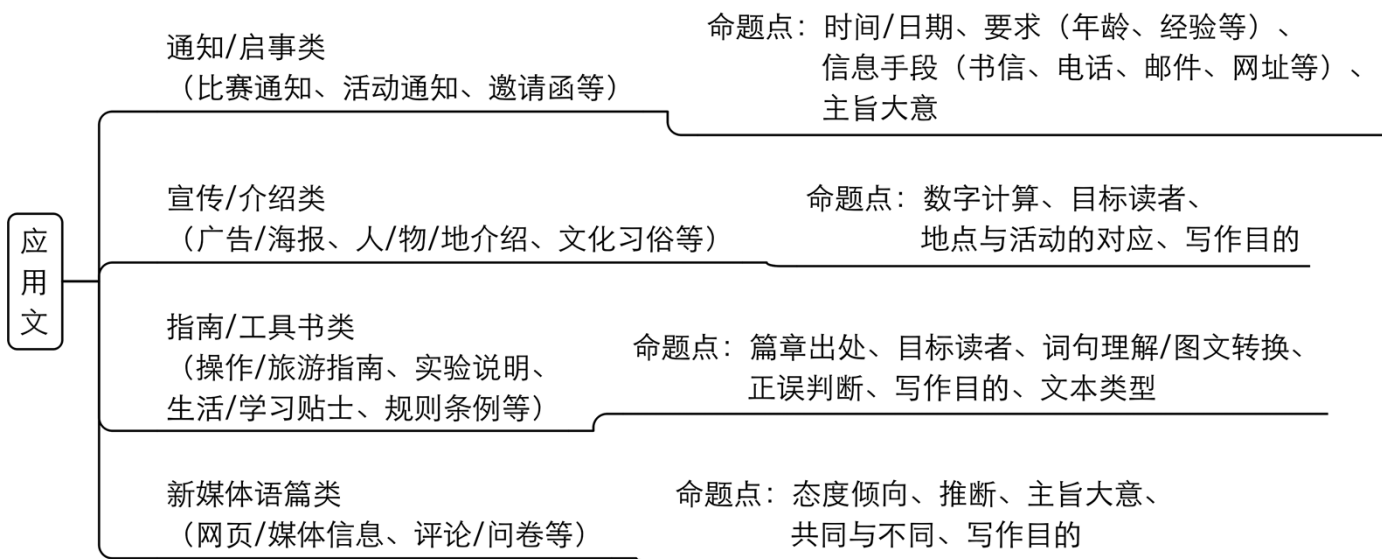 应用文
通知/启事类
（比赛通知、活动通知、邀请函等）
命题点：时间/日期、要求（年龄、经验等）、
信息手段（书信、电话、邮件、网址等）、
主旨大意
宣传/介绍类
（广告/海报、人/物/地介绍、文化习俗等）
命题点：数字计算、目标读者、
地点与活动的对应、写作目的
指南/工具书类
（操作/旅游指南、实验说明、
生活/学习贴士、规则条例等）
命题点：篇章出处、目标读者、词句理解/图文转换、
正误判断、写作目的、文本类型
新媒体语篇类
（网页/媒体信息、评论/问卷等）
命题点：态度倾向、推断、主旨大意、
共同与不同、写作目的